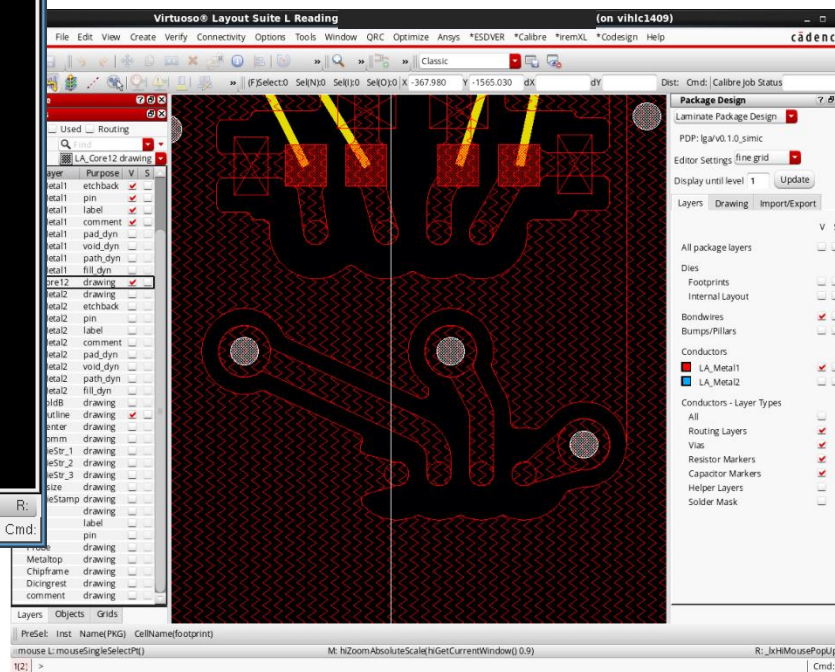 Virtuoso® Layout Suite L Reading (on vihlc1409)
File Edit View Create Verify Connectivity Options Tools Window QRC Optimize Ansys *ESDVER *Calibre *iremXL *Codesign Help cādenc
» » » Classic
» (F)Select:0 Sel(N):0 Sel(I):0 Sel(O):0 X -367.980 Y -1565.030 dX dY Dist: Cmd: Calibre Job Status
Used Routing
Find
LA_Core12 drawing
ayer Purpose V S
etal1 etchback
etal1 pin
etal1 label
etal1 comment
etal1 pad_dyn
etal1 void_dyn
etal1 path_dyn
etal1 fill_dyn
ore12 drawing
etal2 drawing
etal2 etchback
etal2 pin
etal2 label
etal2 comment
etal2 pad_dyn
etal2 void_dyn
etal2 path_dyn
etal2 fill_dyn
oldB drawing
utline drawing
enter drawing
omm drawing
ieStr_1 drawing
ieStr_2 drawing
ieStr_3 drawing
size drawing
ieStamp drawing
drawing
label
pin
Probe drawing
Metaltop drawing
Chipframe drawing
Dicingrest drawing
comment drawing
Layers Objects Grids
R:
Cmd:
Package Design
Laminate Package Design
PDP: lga/v0.1.0_simic
Editor Settings fine grid
Display until level 1 Update
Layers Drawing Import/Export
V S
All package layers
Dies
Footprints
Internal Layout
Bondwires
Bumps/Pillars
Conductors
LA_Metal1
LA_Metal2
Conductors - Layer Types
All
Routing Layers
Vias
Resistor Markers
Capacitor Markers
Helper Layers
Solder Mask
PreSel: Inst Name(PKG) CellName(footprint)
mouse L: mouseSingleSelectPt() M: hiZoomAbsoluteScale(hiGetCurrentWindow() 0.9) R: _lxHiMousePopUp
1(2) > Cmd: